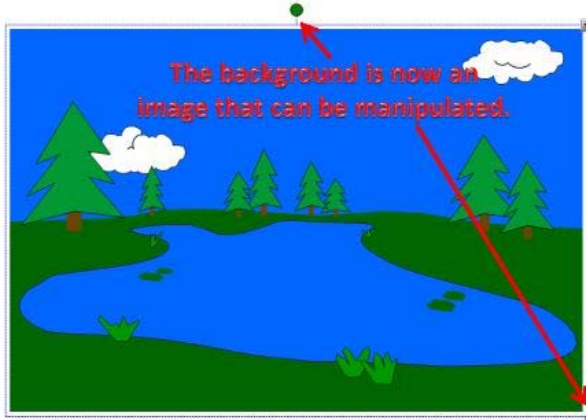 The background is now an
image that can be manipulated.